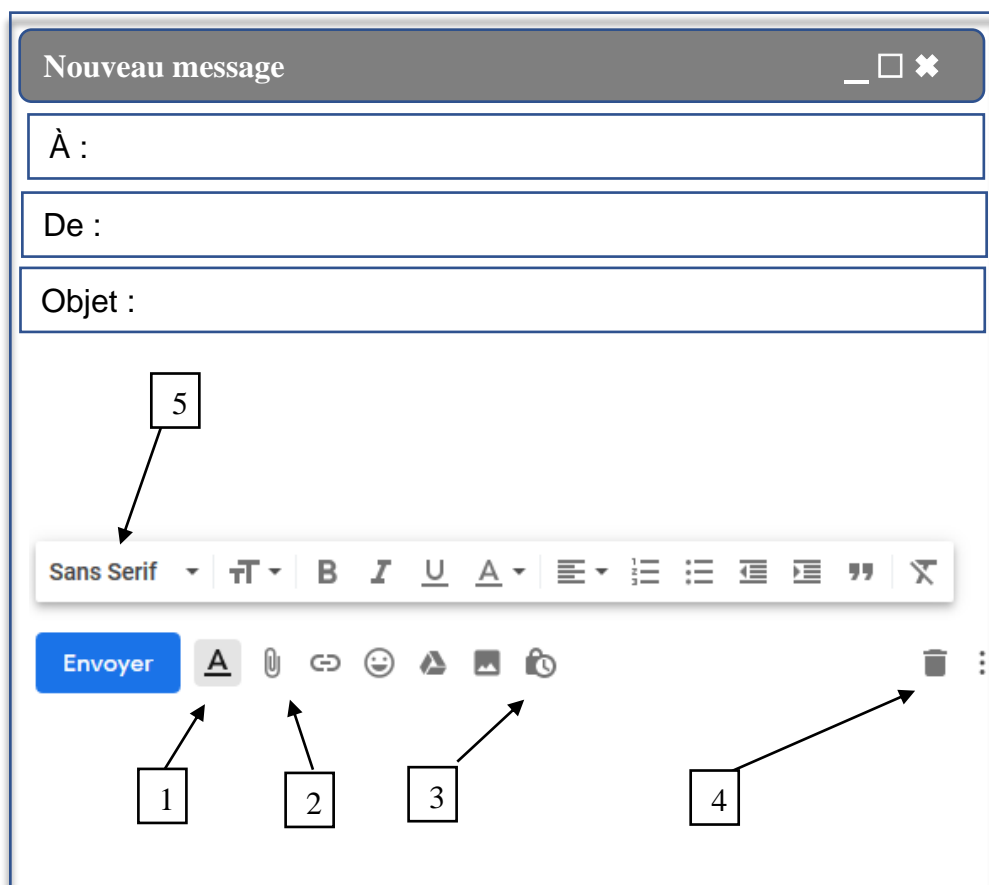 Nouveau message
À :
De :
Objet :
5
Sans Serif
Envoyer
1
2
3
4